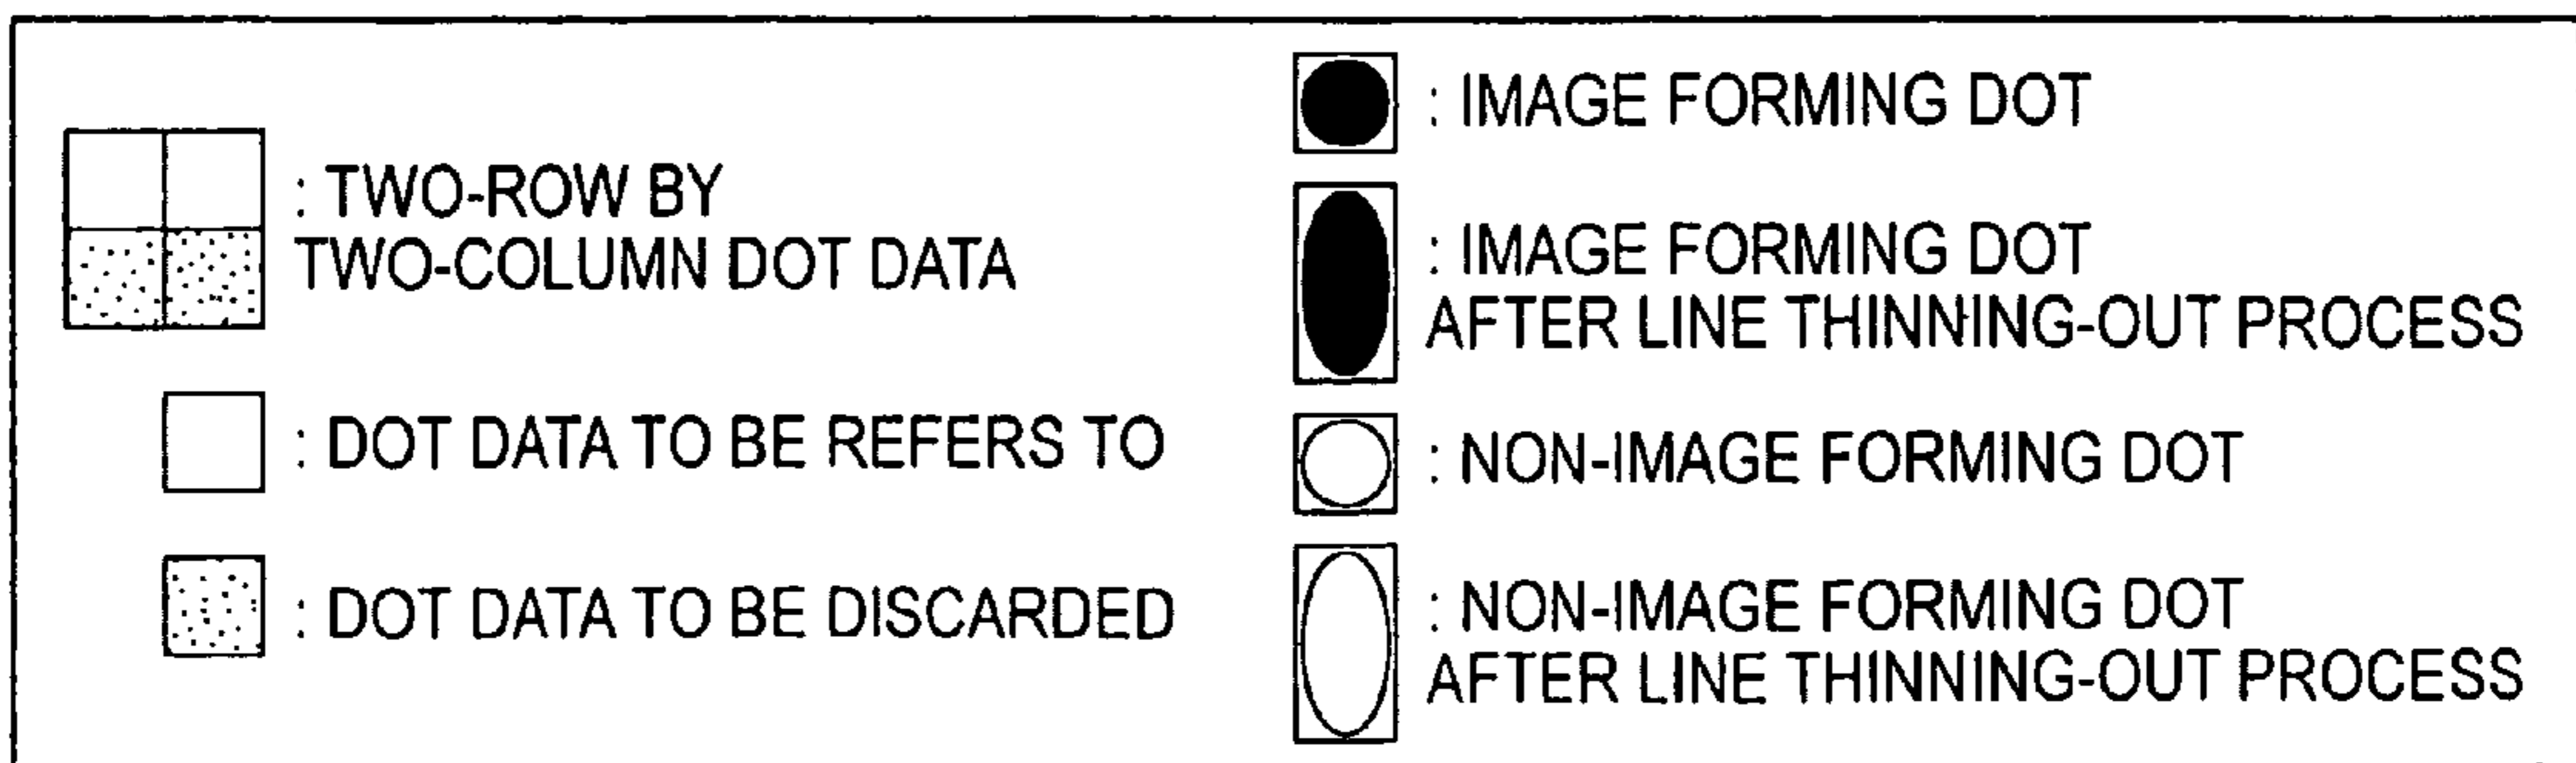 : TWO-ROW BY
TWO-COLUMN DOT DATA
: DOT DATA TO BE REFERS TO
: DOT DATA TO BE DISCARDED
: IMAGE FORMING DOT
: IMAGE FORMING DOT
AFTER LINE THINNING-OUT PROCESS
: NON-IMAGE FORMING DOT
: NON-IMAGE FORMING DOT
AFTER LINE THINNING-OUT PROCESS